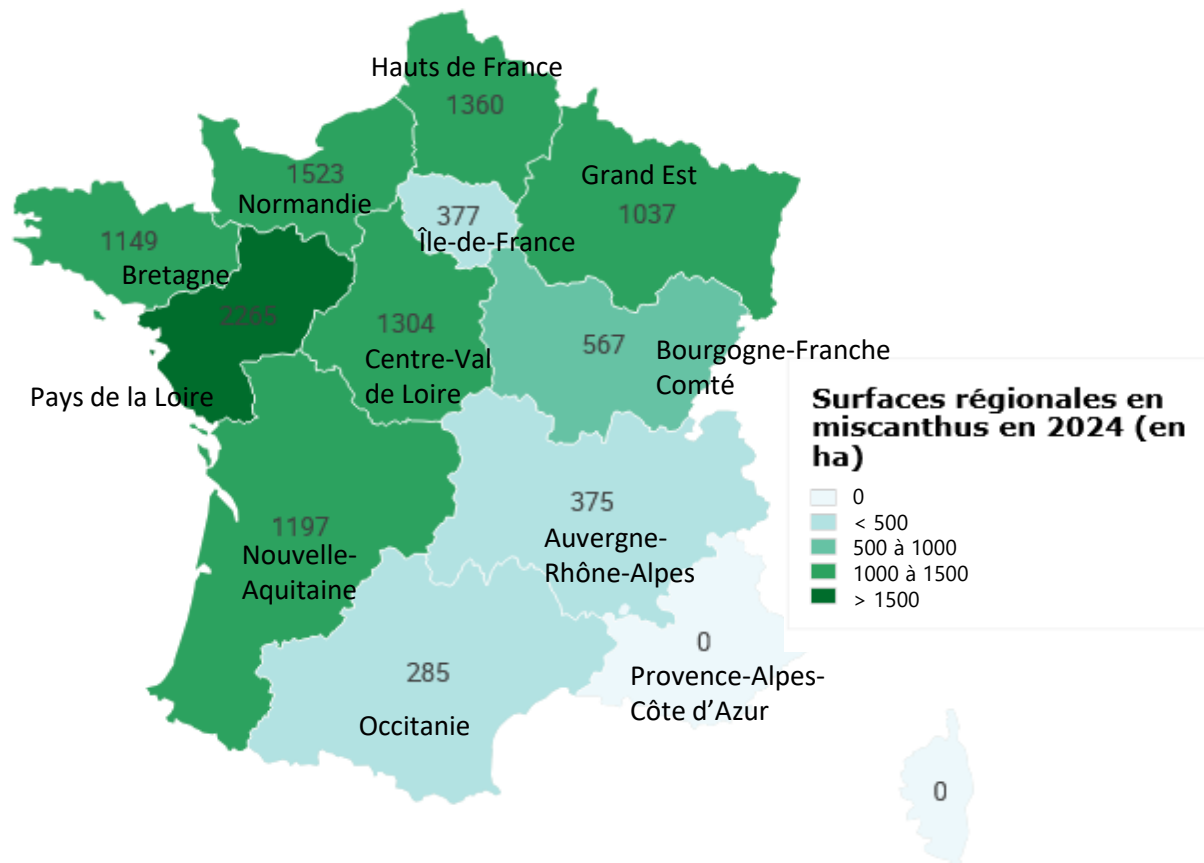 Hauts de France
1360
1523
Normandie
Grand Est
1037
377
Île-de-France
1149
Bretagne
2265
Pays de la Loire
1304
Centre-Val
de Loire
567
Bourgogne-Franche
Comté
Surfaces régionales en
miscanthus en 2024 (en
ha)
0
< 500
500 à 1000
1000 à 1500
> 1500
375
Auvergne-
Rhône-Alpes
1197
Nouvelle-
Aquitaine
285
Occitanie
0
Provence-Alpes-
Côte d’Azur
0